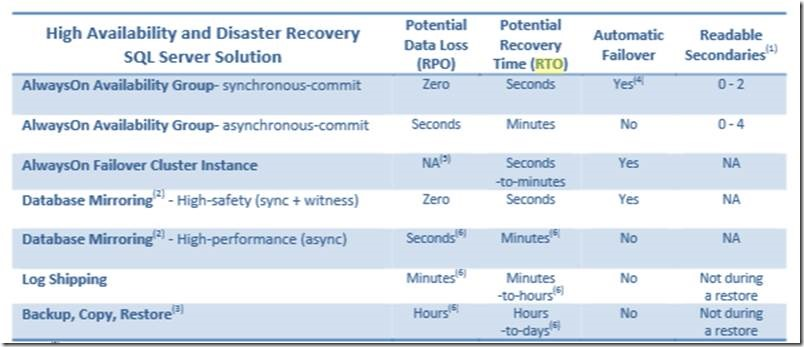 High Availability and Disaster Recovery
SQL Server Solution
Potential
Data Loss
(RPO)
Potential
Recovery
Time (RTO)
Automatic
Failover
Readable
Secondaries(1)
AlwaysOn Availability Group- synchronous-commit Zero Seconds Yes(4) 0 - 2
AlwaysOn Availability Group- asynchronous-commit Seconds Minutes No 0 - 4
AlwaysOn Failover Cluster Instance NA(5) Seconds
-to-minutes Yes NA
Database Mirroring(2) - High-safety (sync + witness) Zero Seconds Yes NA
Database Mirroring(2) - High-performance (async) Seconds(6) Minutes(6) No NA
Log Shipping Minutes(6) Minutes
-to-hours(6) No Not during
a restore
Backup, Copy, Restore(3) Hours(6) Hours
-to-days(6) No Not during
a restore